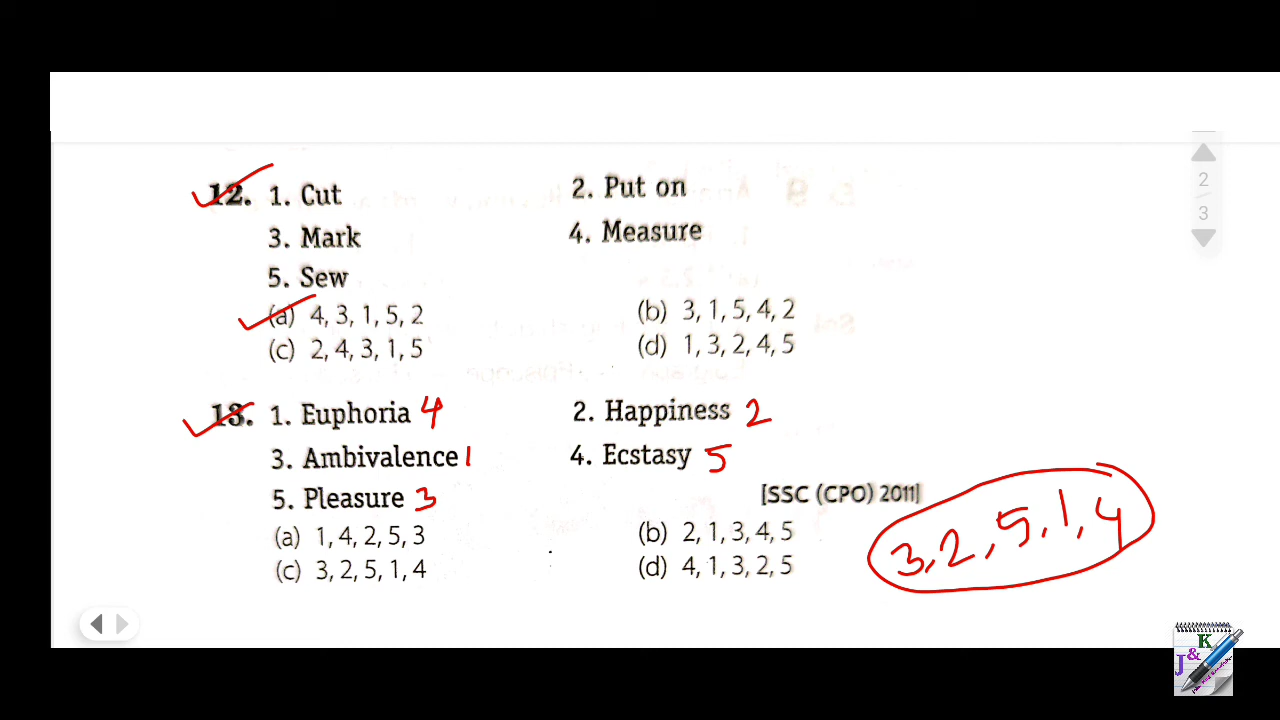 12. 1. Cut 2. Put on
3. Mark 4. Measure
5. Sew
(a) 4, 3, 1, 5, 2 (b) 3, 1, 5, 4, 2
(c) 2, 4, 3, 1, 5 (d) 1, 3, 2, 4, 5
13. 1. Euphoria 4 2. Happiness 2
3. Ambivalence 1 4. Ecstasy 5
5. Pleasure 3 [SSC (CPO) 2011]
(a) 1, 4, 2, 5, 3 (b) 2, 1, 3, 4, 5
(c) 3, 2, 5, 1, 4 (d) 4, 1, 3, 2, 5
3, 2, 5, 1, 4
2
3
J&K